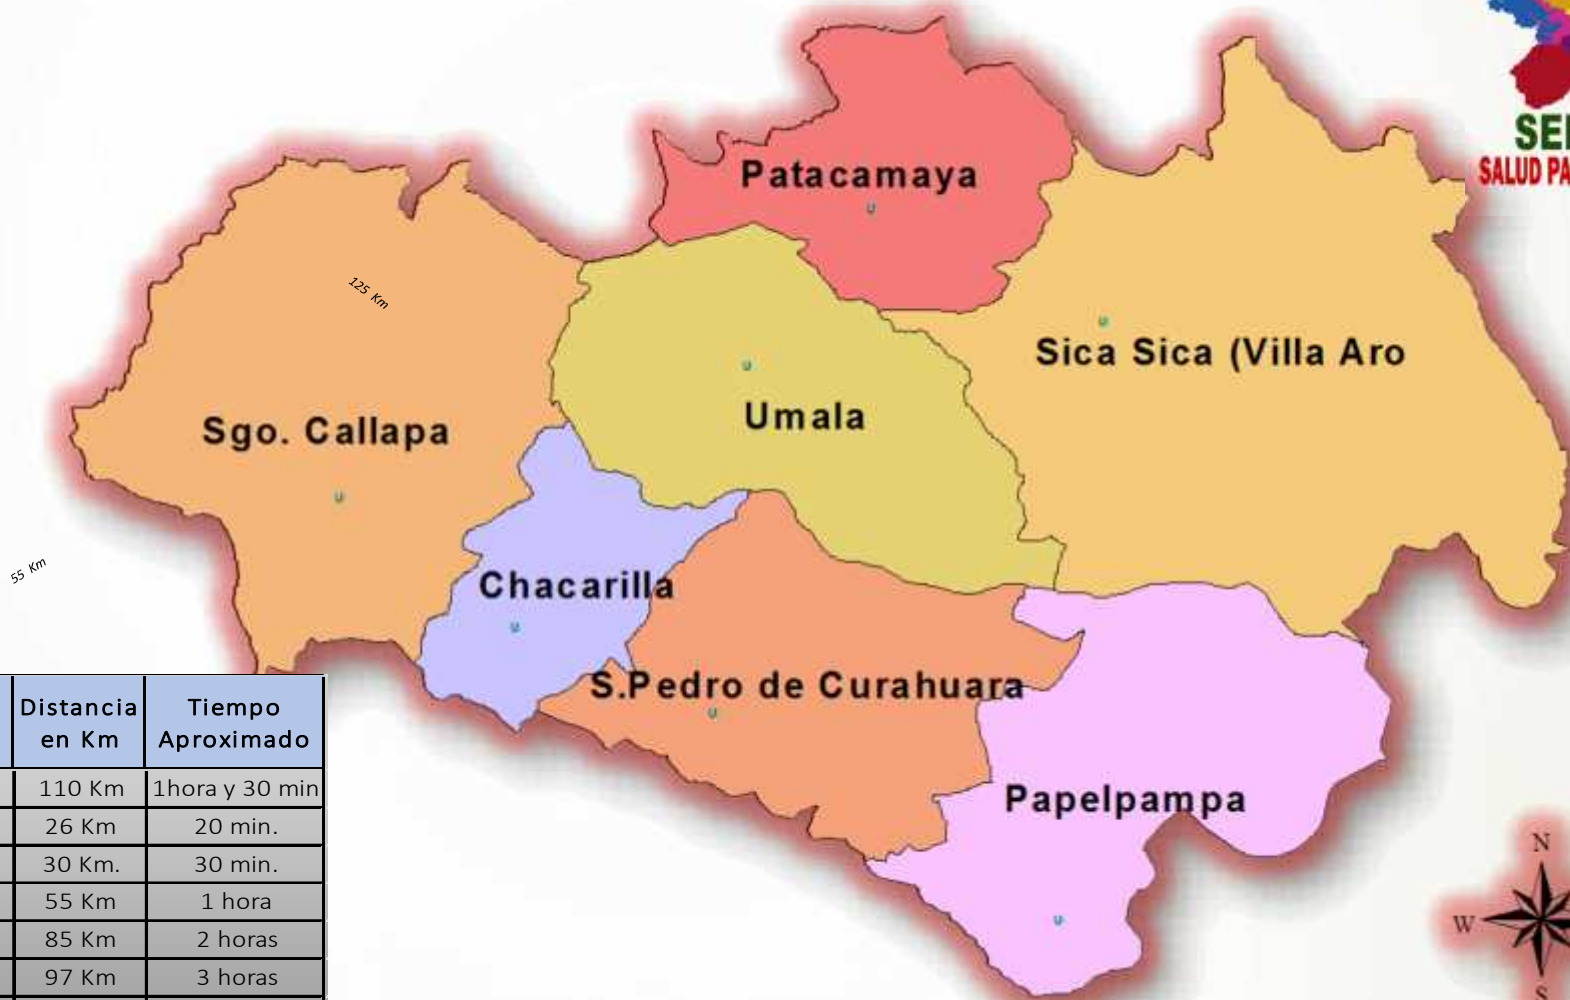 SE
SALUD PA
Patacamaya
125 Km
Sica Sica (Villa Aro
Umala
Sgo. Callapa
55 Km
Chacarilla
S.Pedro de Curahuara
Papelpampa
Distancia en Km Tiempo Aproximado
110 Km 1hora y 30 min
26 Km 20 min.
30 Km. 30 min.
55 Km 1 hora
85 Km 2 horas
97 Km 3 horas
N
W
S